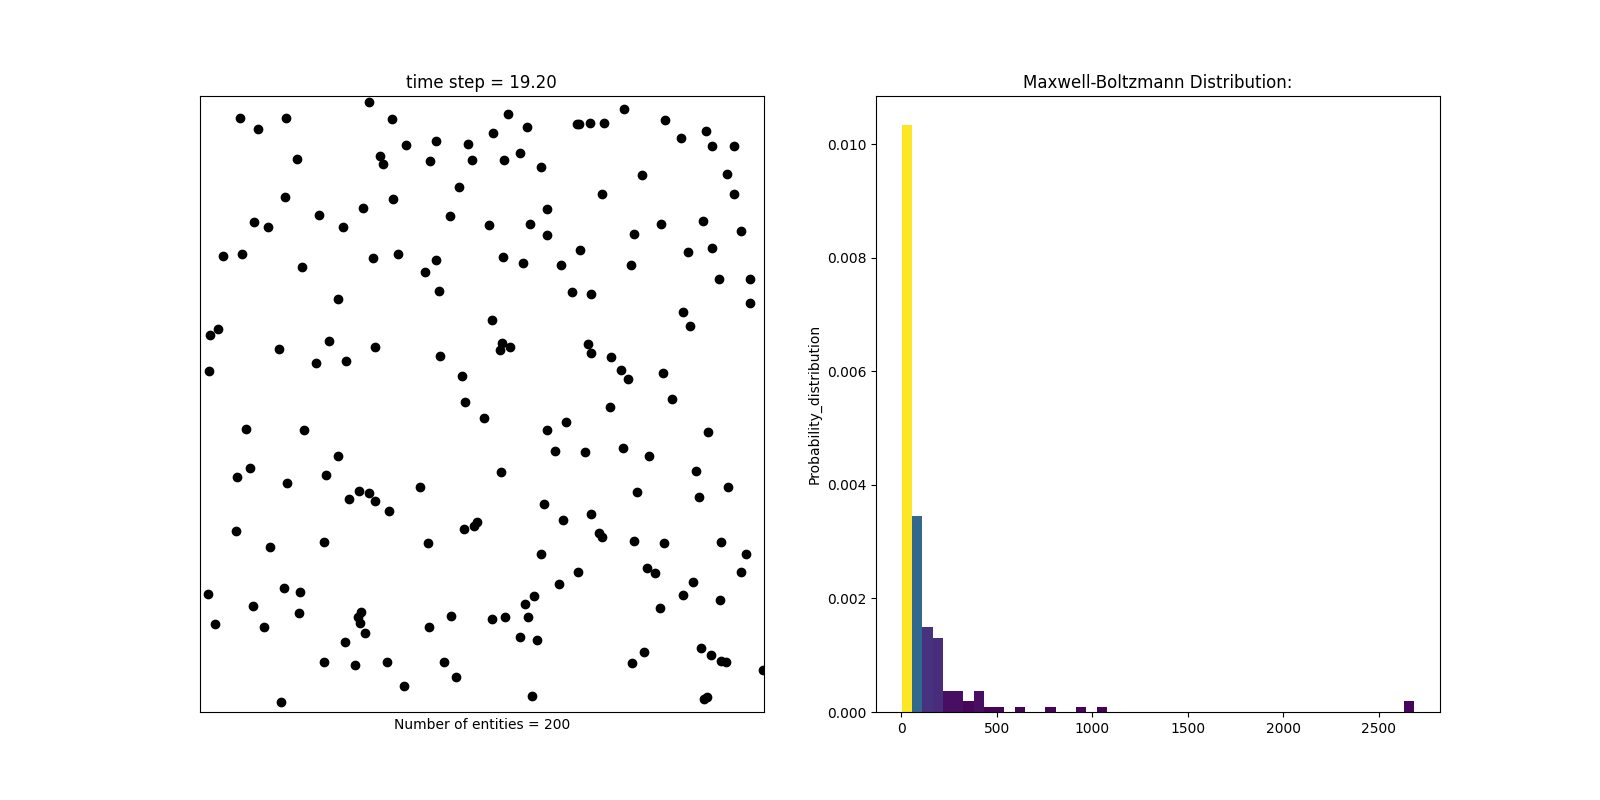 time step = 19.20
Number of entities = 200
Maxwell-Boltzmann Distribution:
Probability_distribution
0.010
0.008
0.006
0.004
0.002
0.000
0 500 1000 1500 2000 2500